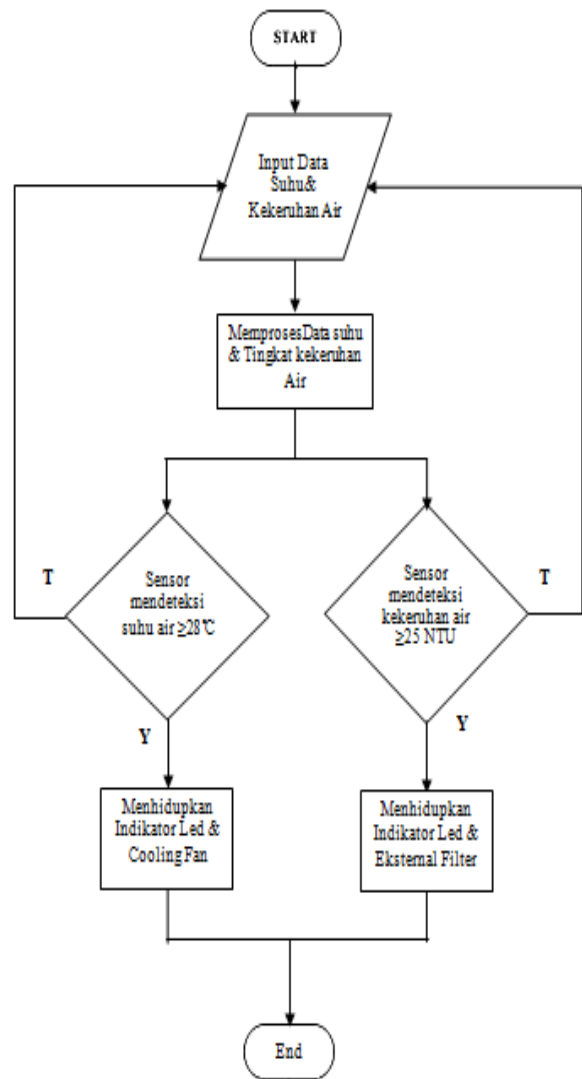 START
Input Data
Suhu&
Kekeruhan Air
MemprosesData suhu
& Tingkat kekeruhan
Air
T
Sensor
mendeteksi
suhu air ≥28℃
Sensor
mendeteksi
kekeruhan air
≥25 NTU
T
Y
Y
Menhidupkan
Indikator Led &
Cooling Fan
Menhidupkan
Indikator Led &
Eksternal Filter
End